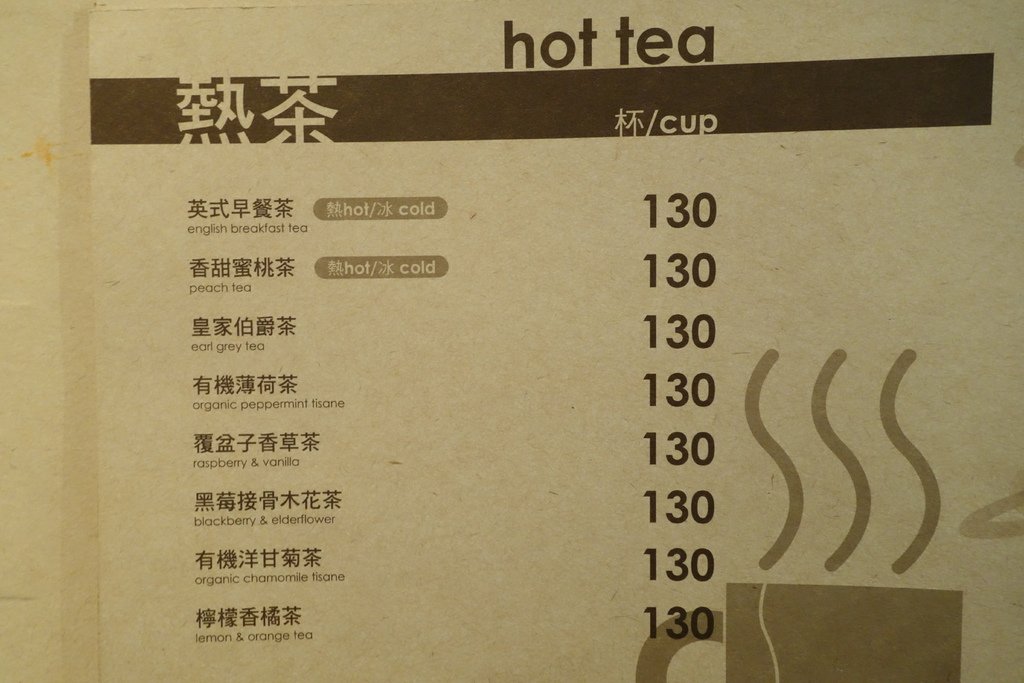 hot tea
熱茶
杯/cup
英式早餐茶 熱hot/冰 cold 130
english breakfast tea
香甜蜜桃茶 熱hot/冰 cold 130
peach tea
皇家伯爵茶 130
earl grey tea
有機薄荷茶 130
organic peppermint tisane
覆盆子香草茶 130
raspberry & vanilla
黑莓接骨木花茶 130
blackberry & elderflower
有機洋甘菊茶 130
organic chamomile tisane
檸檬香橘茶 130
lemon & orange tea